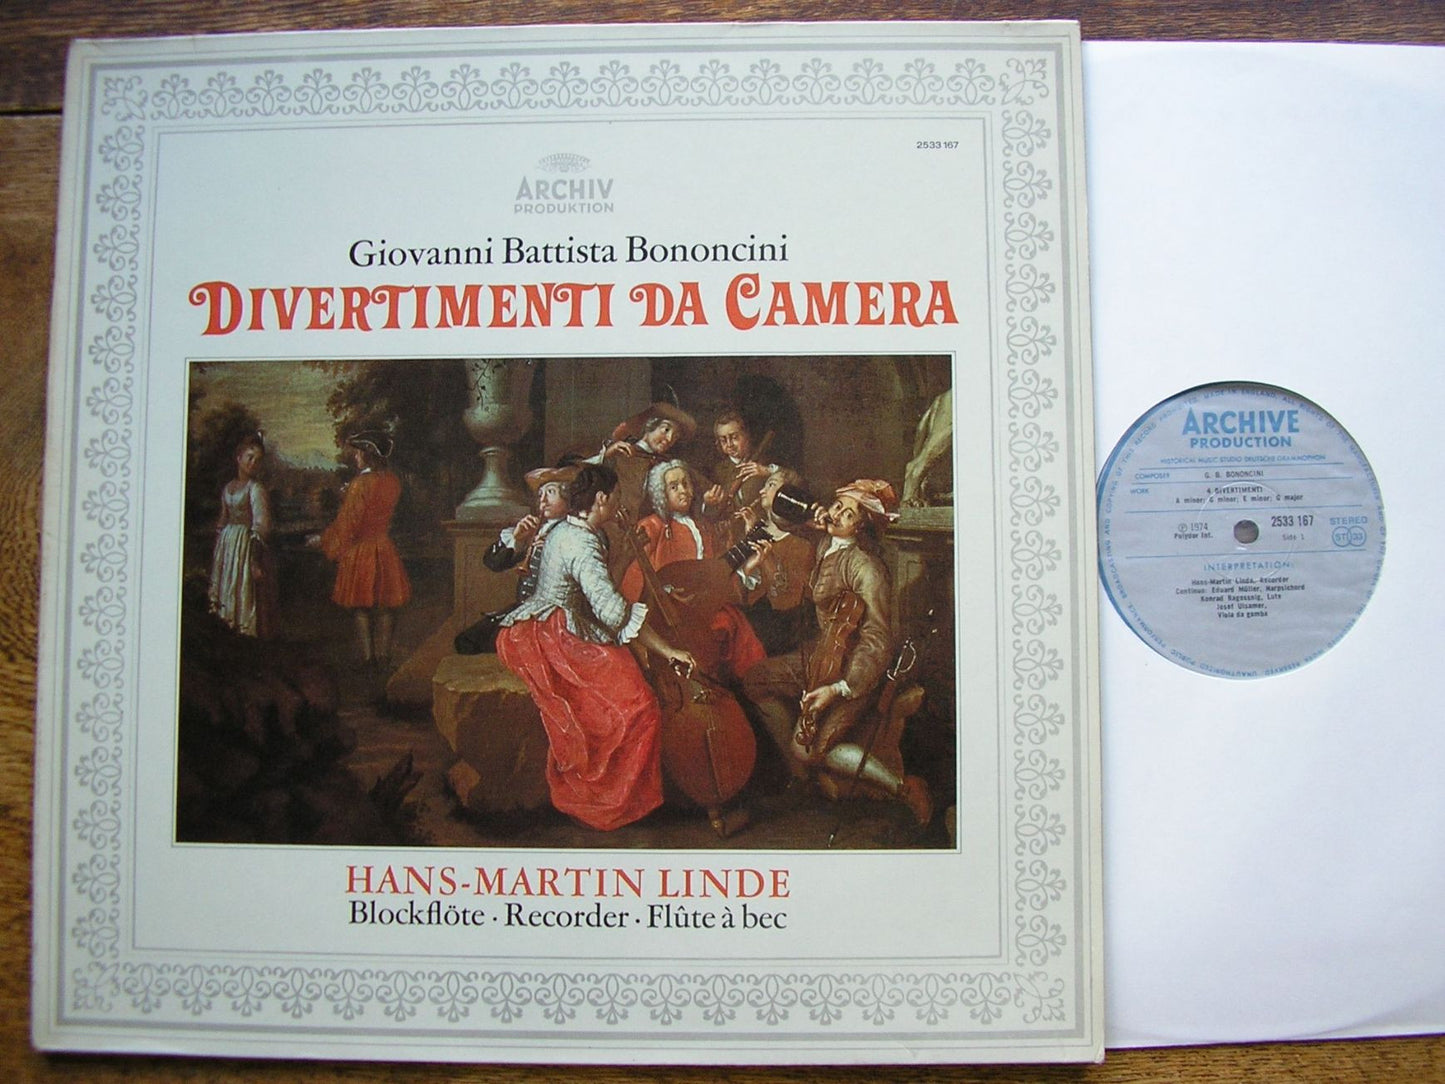 2533 167
ARCHIV
PRODUKTION
Giovanni Battista Bononcini
DIVERTIMENTI DA CAMERA
HANS-MARTIN LINDE
Blockflöte · Recorder · Flûte à bec
ARCHIVE
PRODUCTION
HISTORICAL MUSIC STUDIO DEUTSCHE GRAMMOPHON
COMPOSER G. B. BONONCINI
WORK 4 DIVERTIMENTI
A minor; G minor; E minor; G major
℗ 1974
Polydor Int.
2533 167
Side 1
STEREO
ST 33
INTERPRETATION:
Hans-Martin Linde, Recorder
Continuo: Eduard Müller, Harpsichord
Konrad Ragossnig, Lute
Josef Ulsamer,
Viola da gamba